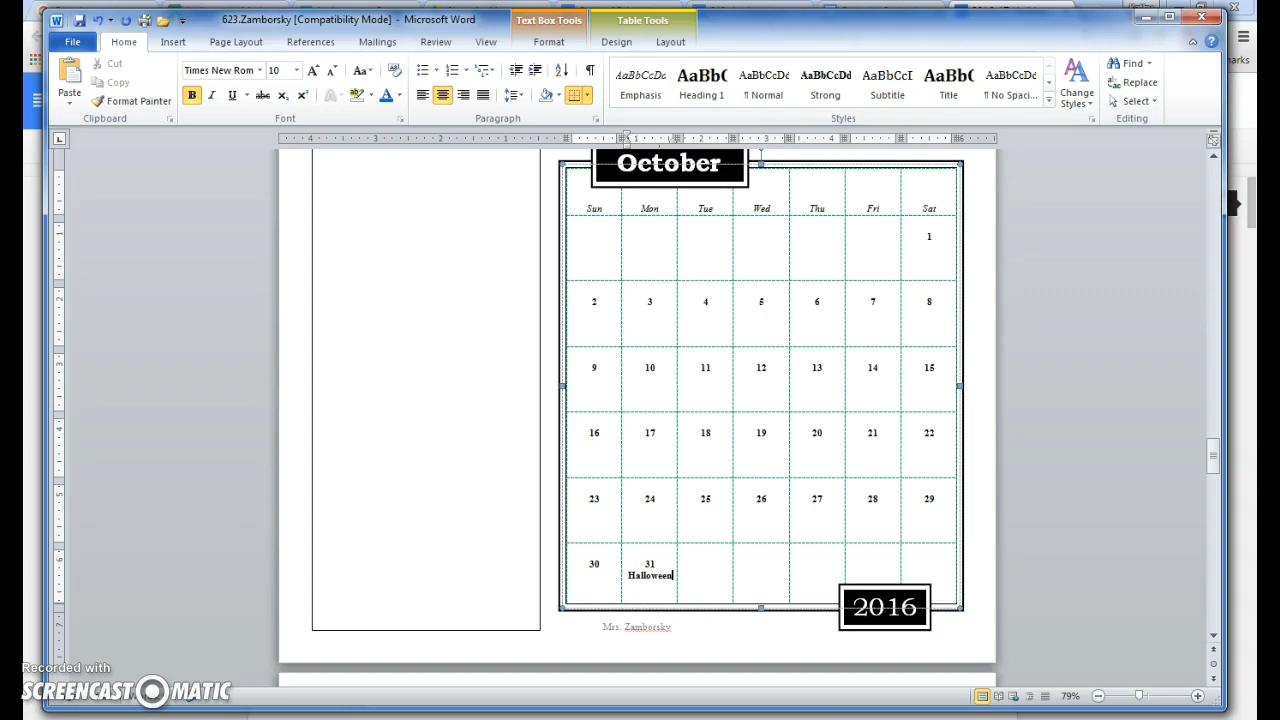 623.Zamborsky [Compatibility Mode] - Microsoft Word
Text Box Tools
Table Tools
File
Home
Insert
Page Layout
References
Mailings
Review
View
Format
Design
Layout
Paste
Cut
Copy
Format Painter
Clipboard
Times New Rom
10
Font
Paragraph
AaBbCcDc
Emphasis
AaBb(
Heading 1
AaBbCcDd
¶ Normal
AaBbCcDd
Strong
AaBbCcI
Subtitle
AaBb(
Title
AaBbCcDd
¶ No Spaci...
Change
Styles
Styles
Find
Replace
Select
Editing
October
Sun Mon Tue Wed Thu Fri Sat
1
2 3 4 5 6 7 8
9 10 11 12 13 14 15
16 17 18 19 20 21 22
23 24 25 26 27 28 29
30 31
Halloween
2016
Mrs. Zamborsky
Recorded with
SCREENCAST-O-MATIC
79%